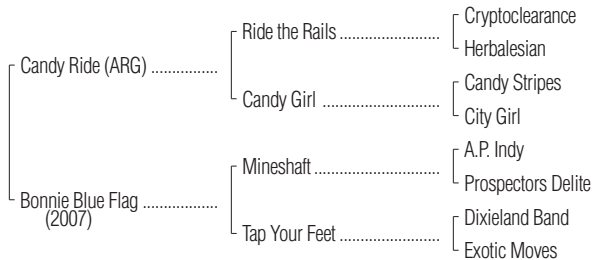 Cryptoclearance
Ride the Rails ........................
Herbalesian
Candy Ride (ARG) ................
Candy Stripes
Candy Girl ............................
City Girl
A.P. Indy
Mineshaft ..............................
Prospectors Delite
Bonnie Blue Flag ..................
(2007)
Dixieland Band
Tap Your Feet ........................
Exotic Moves